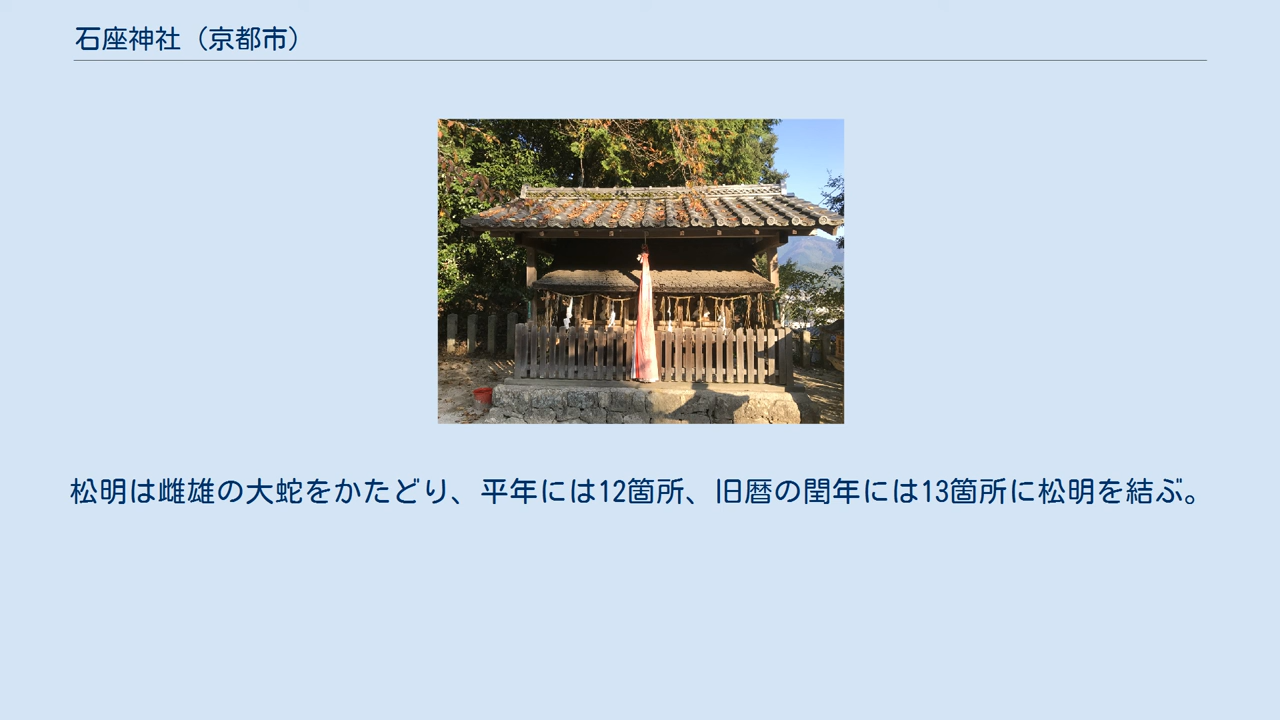 石座神社（京都市）
松明は雌雄の大蛇をかたどり、平年には12箇所、旧暦の閏年には13箇所に松明を結ぶ。